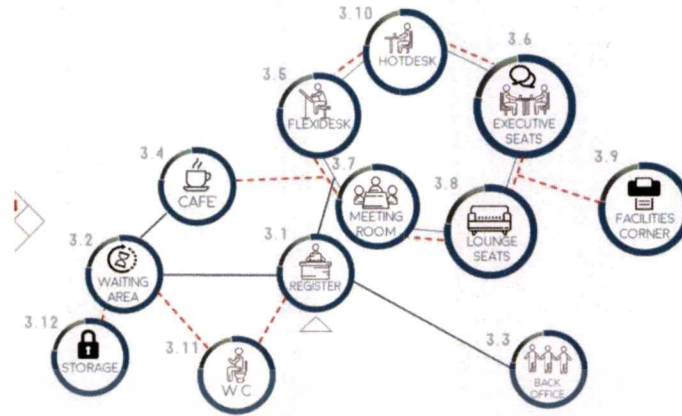 3.10
HOTDESK
3.6
EXECUTIVE
SEATS
3.5
FLEXIDESK
3.7
MEETING
ROOM
3.4
CAFE'
3.9
FACILITIES
CORNER
3.8
LOUNGE
SEATS
3.2
WAITING
AREA
3.1
REGISTER
3.12
STORAGE
3.11
W C
3.3
BACK
OFFICE